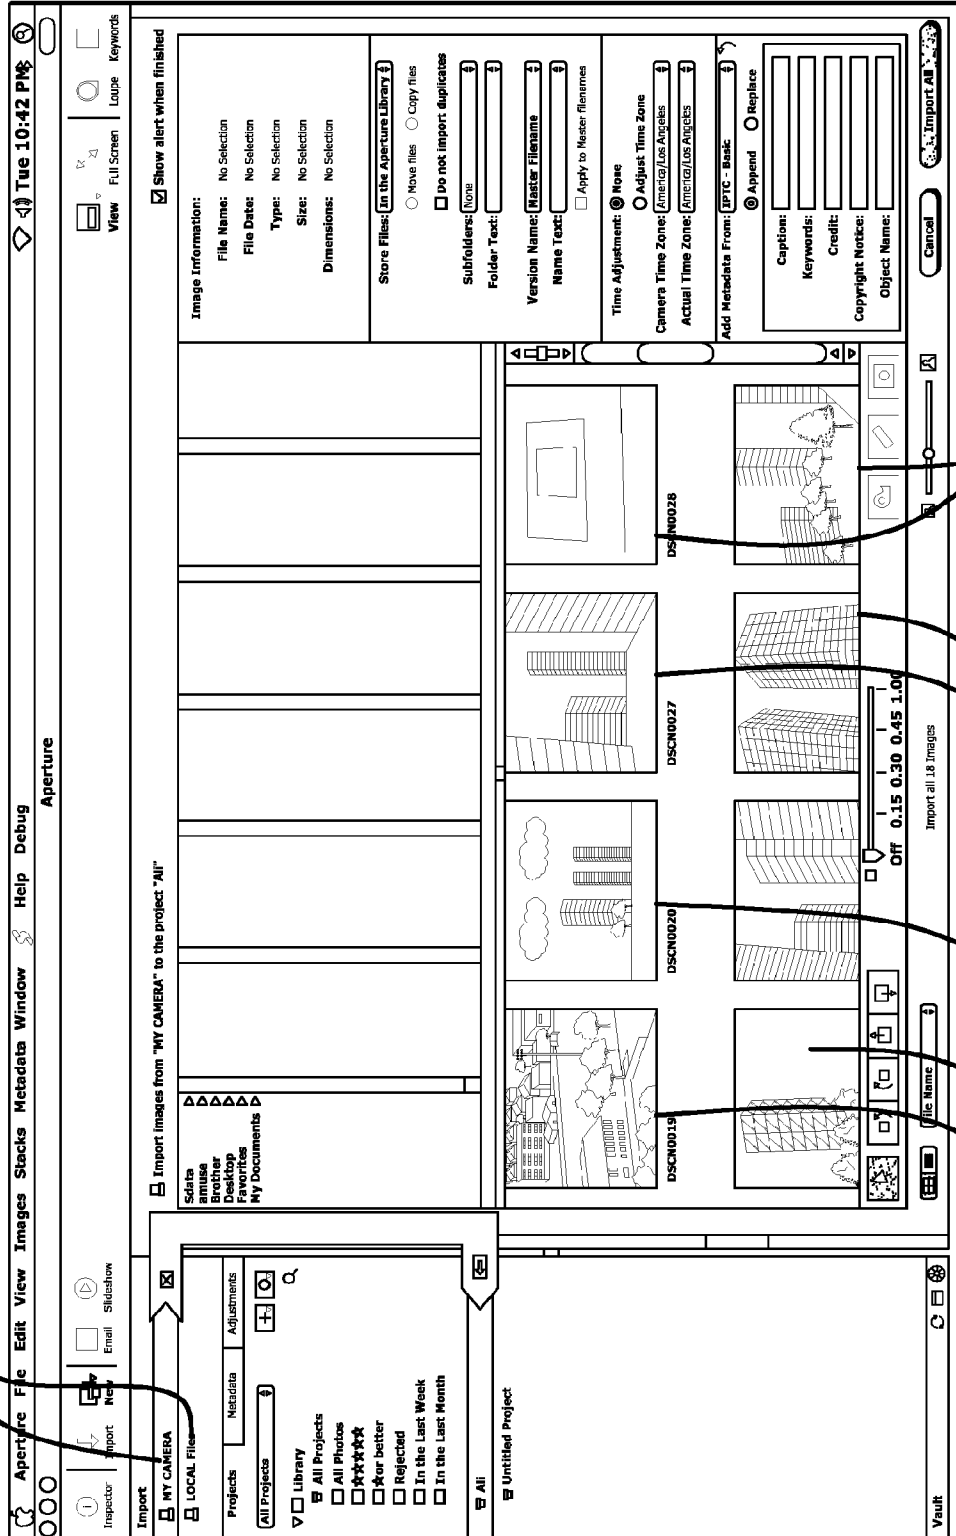 Aperture File Edit View Images Stacks Metadata Window Help Debug
Tue 10:42 PM
Aperture
Inspector Import New Email Slideshow
View Full Screen Loupe Keywords
Import
MY CAMERA
LOCAL Files
Projects Metadata Adjustments
All Projects
Library
All Projects
All Photos
or better
Rejected
In the Last Week
In the Last Month
Ali
Untitled Project
Vault
Import images from "MY CAMERA" to the project "Ali"
Show alert when finished
Sdata
amuse
Brother
Desktop
Favorites
My Documents
Image Information:
File Name: No Selection
File Date: No Selection
Type: No Selection
Size: No Selection
Dimensions: No Selection
Store Files: In the Aperture Library
Move files Copy files
Do not import duplicates
Subfolders: None
Folder Text:
Version Name: Master Filename
Name Text:
Apply to Master filenames
Time Adjustment: None
Adjust Time Zone
Camera Time Zone: America/Los Angeles
Actual Time Zone: America/Los Angeles
Add Metadata From: IPTC - Basic
Append Replace
Caption:
Keywords:
Credit:
Copyright Notice:
Object Name:
DSCN0019 DSCN0020 DSCN0027 DSCN0028
Off 0.15 0.30 0.45 1.00
File Name
Import all 18 Images
Cancel Import All